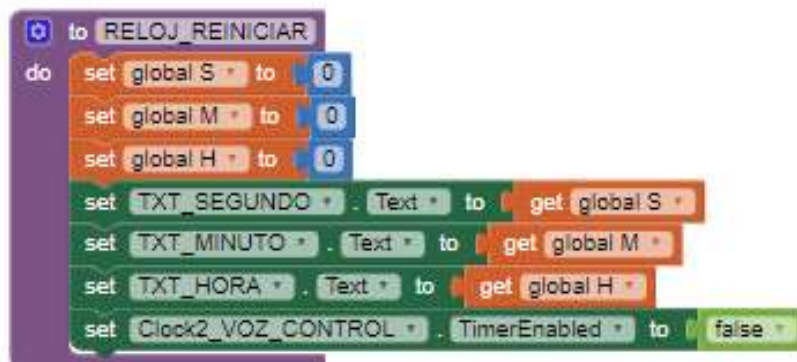 to RELOJ_REINICIAR
do set global S to 0
set global M to 0
set global H to 0
set TXT_SEGUNDO . Text to get global S
set TXT_MINUTO . Text to get global M
set TXT_HORA . Text to get global H
set Clock2_VOZ_CONTROL . TimerEnabled to false